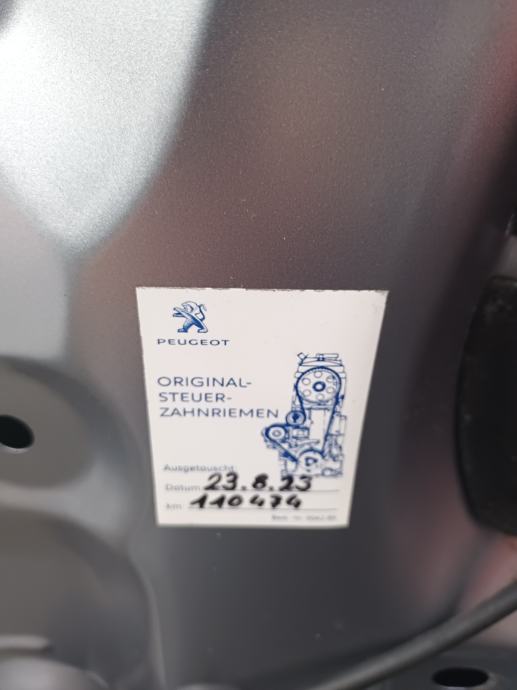 PEUGEOT
ORIGINAL-
STEUER-
ZAHNRIEMEN
Ausgetauscht
Datum 23.8.23
km 110474